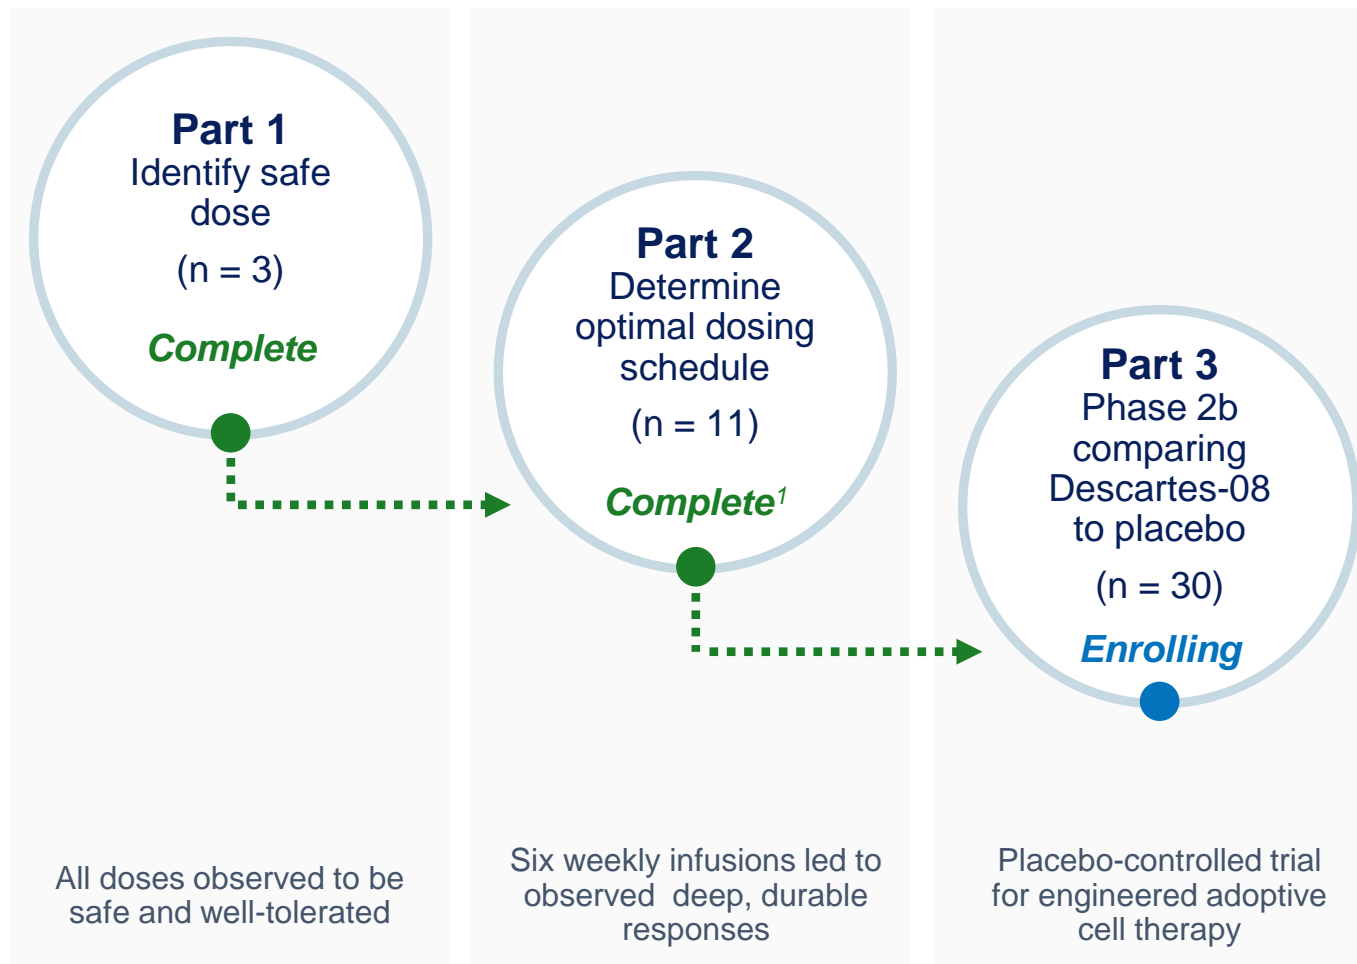 Part 1
Identify safe
dose
(n = 3)
Complete
All doses observed to be
safe and well-tolerated
Part 2
Determine
optimal dosing
schedule
(n = 11)
Complete1
Six weekly infusions led to
observed  deep, durable
responses
Part 3
Phase 2b
comparing
Descartes-08
to placebo
(n = 30)
Enrolling
Placebo-controlled trial
for engineered adoptive
cell therapy